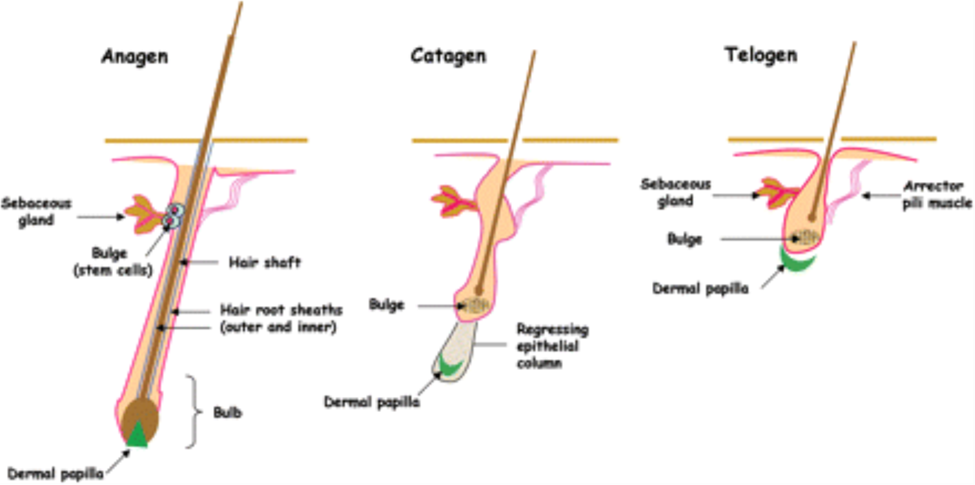 Anagen
Sebaceous
gland
Bulge
(stem cells)
Hair shaft
Hair root sheaths
(outer and inner)
Bulb
Dermal papilla
Catagen
Bulge
Regressing
epithelial
column
Dermal papilla
Telogen
Sebaceous
gland
Arrector
pili muscle
Bulge
Dermal papilla